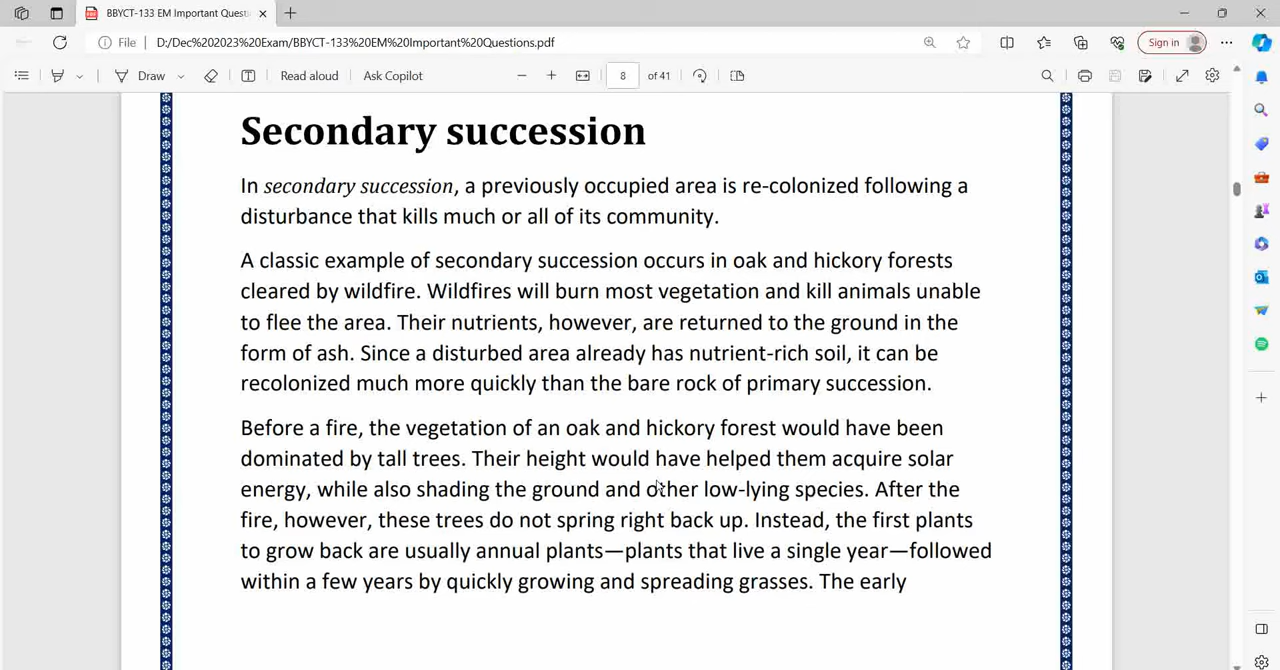 BBYCT-133 EM Important Questi
File
D:/Dec%202023%20Exam/BBYCT-133%20EM%20Important%20Questions.pdf
Sign in
Draw
Read aloud
Ask Copilot
8
of 41
Secondary succession
In secondary succession, a previously occupied area is re-colonized following a
disturbance that kills much or all of its community.
A classic example of secondary succession occurs in oak and hickory forests
cleared by wildfire. Wildfires will burn most vegetation and kill animals unable
to flee the area. Their nutrients, however, are returned to the ground in the
form of ash. Since a disturbed area already has nutrient-rich soil, it can be
recolonized much more quickly than the bare rock of primary succession.
Before a fire, the vegetation of an oak and hickory forest would have been
dominated by tall trees. Their height would have helped them acquire solar
energy, while also shading the ground and other low-lying species. After the
fire, however, these trees do not spring right back up. Instead, the first plants
to grow back are usually annual plants—plants that live a single year—followed
within a few years by quickly growing and spreading grasses. The early